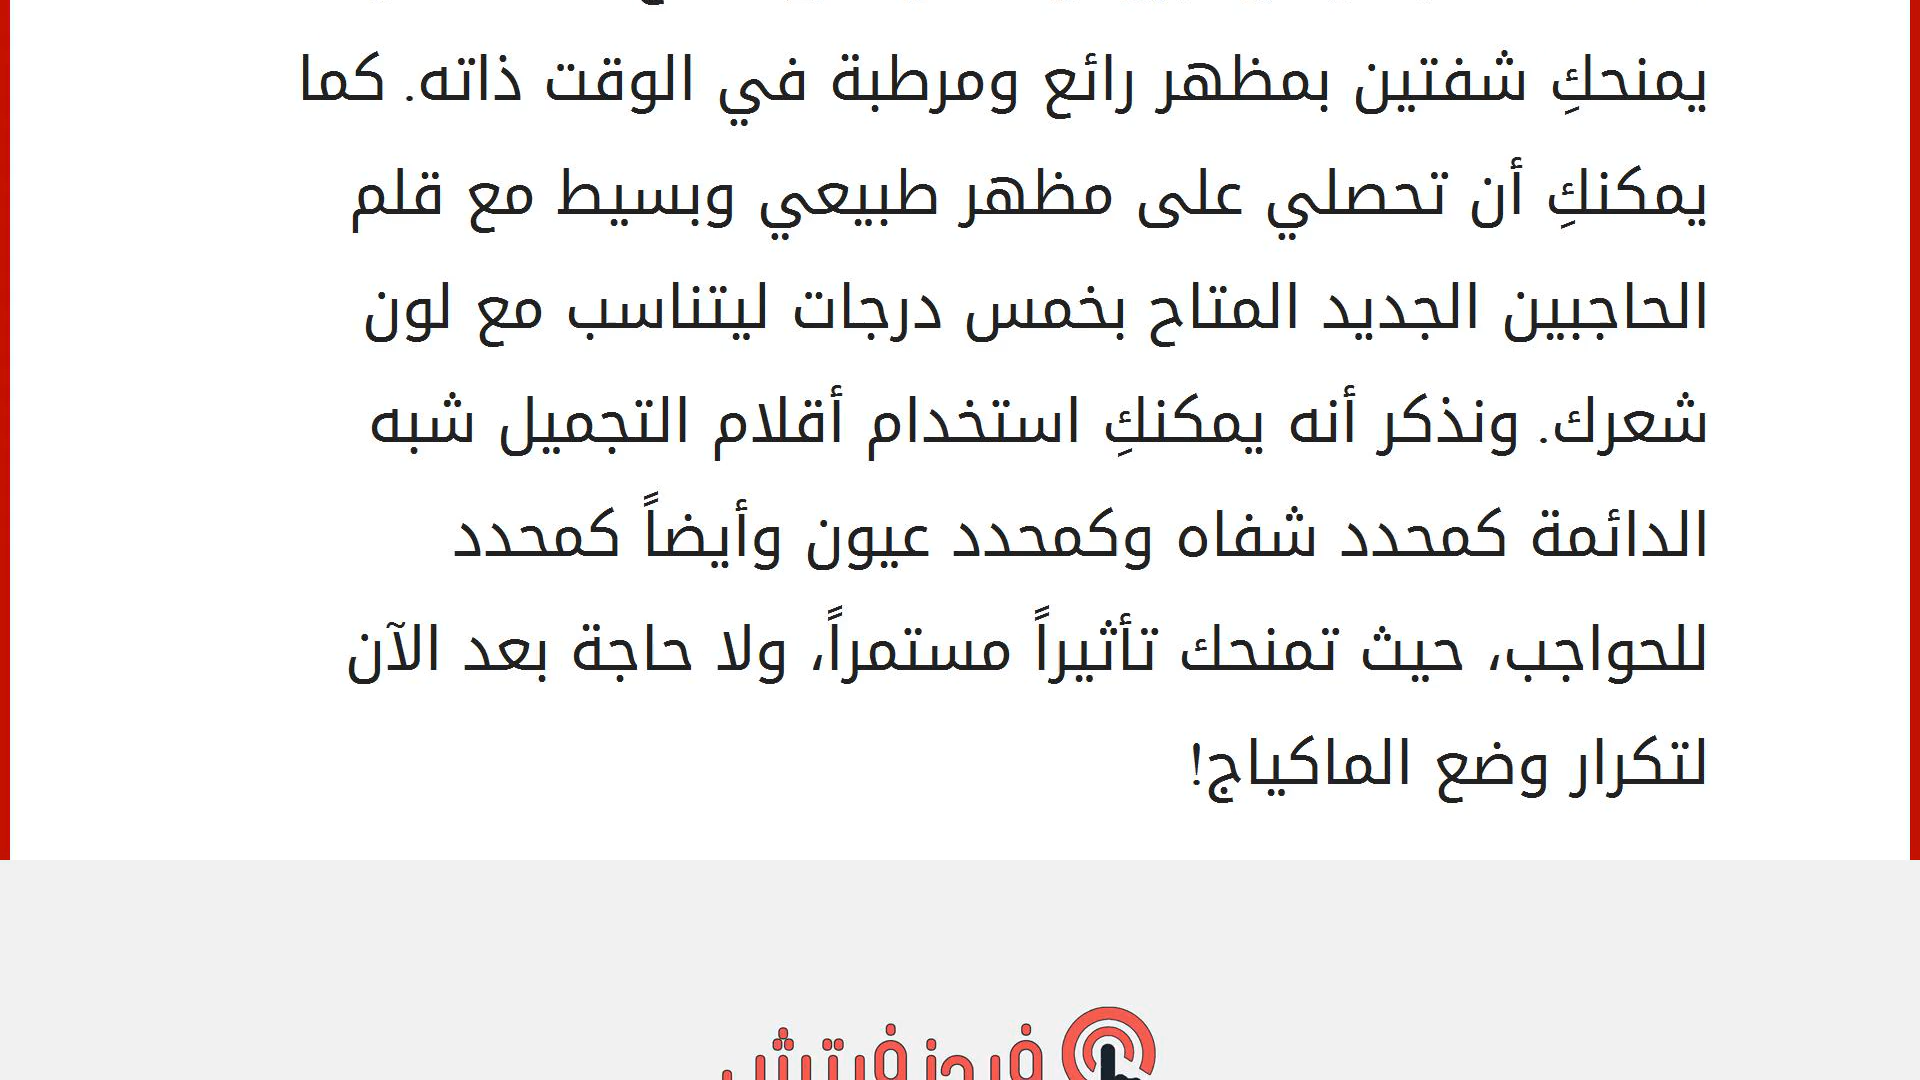 يمنحكِ شفتين بمظهر رائع ومرطبة في الوقت ذاته. كما
يمكنكِ أن تحصلي على مظهر طبيعي وبسيط مع قلم
الحاجبين الجديد المتاح بخمس درجات ليتناسب مع لون
شعرك. ونذكر أنه يمكنكِ استخدام أقلام التجميل شبه
الدائمة كمحدد شفاه وكمحدد عيون وأيضاً كمحدد
للحواجب، حيث تمنحك تأثيراً مستمراً، ولا حاجة بعد الآن
لتكرار وضع الماكياج!